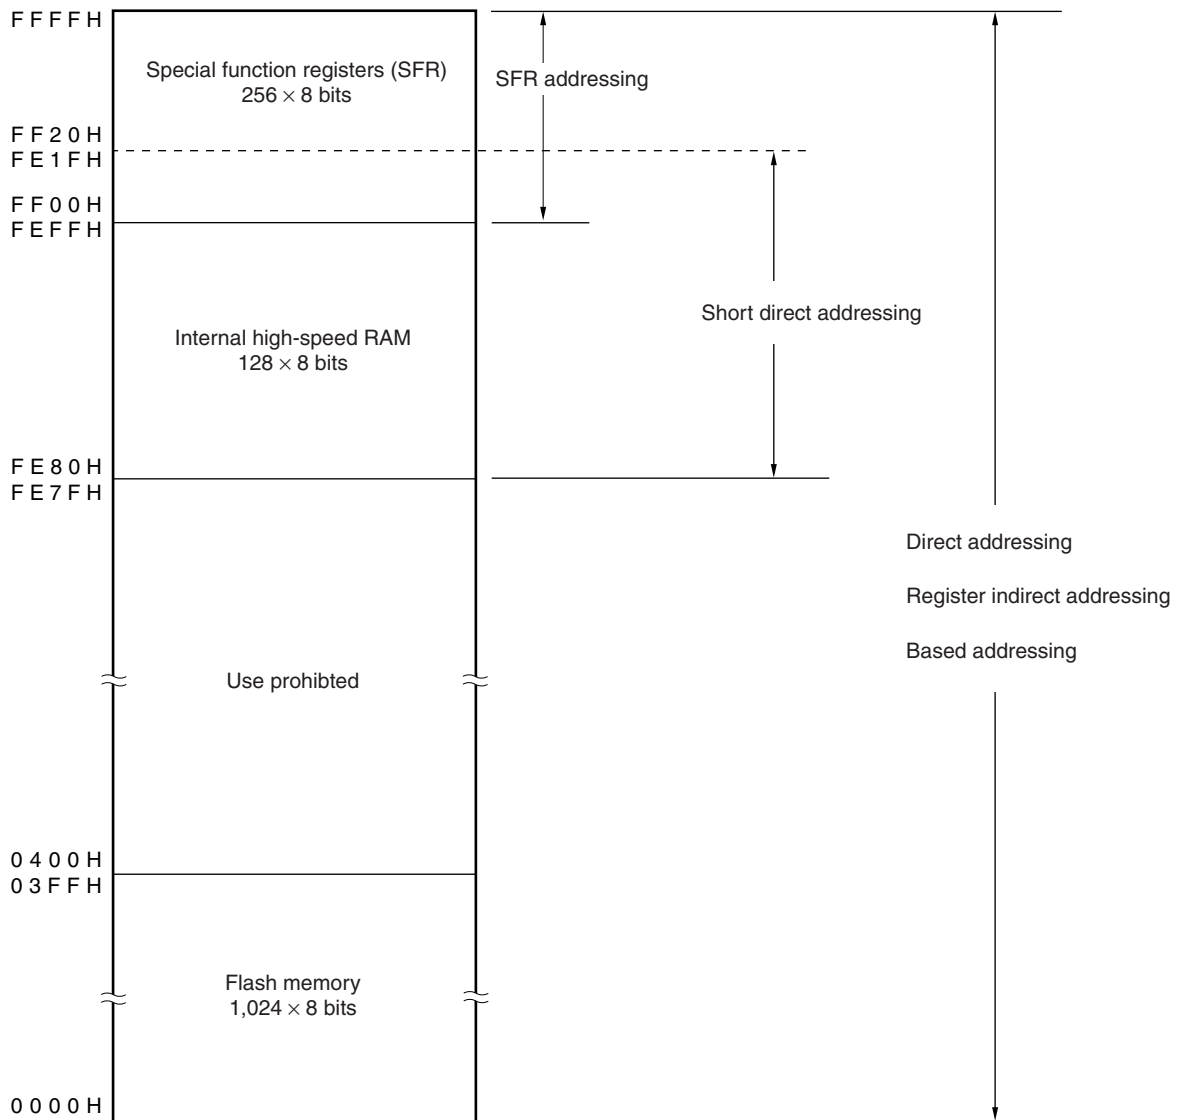 FFFFH
Special function registers (SFR)
256 × 8 bits
SFR addressing
FF20H
FE1FH
FF00H
FEFFH
Short direct addressing
Internal high-speed RAM
128 × 8 bits
FE80H
FE7FH
Direct addressing
Register indirect addressing
Based addressing
Use prohibted
0400H
03FFH
Flash memory
1,024 × 8 bits
0000H